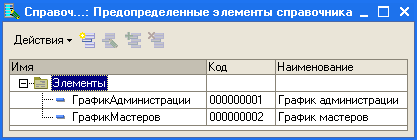 Справоч...: Предопределенные элементы справочника
Действия
Имя Код Наименование
Элементы
ГрафикАдминистрации 000000001 График администрации
ГрафикМастеров 000000002 График мастеров